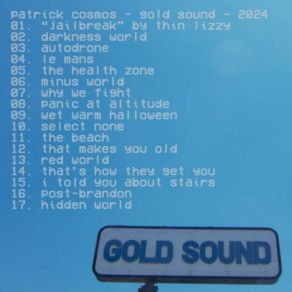 patrick cosmos - gold sound - 2024
01. "jailbreak" by thin lizzy
02. darkness world
03. autodrone
04. le mans
05. the health zone
06. minus world
07. why we fight
08. panic at altitude
09. wet warm halloween
10. select none
11. the beach
12. that makes you old
13. red world
14. that's how they get you
15. i told you about stairs
16. post-brandon
17. hidden world
GOLD SOUND